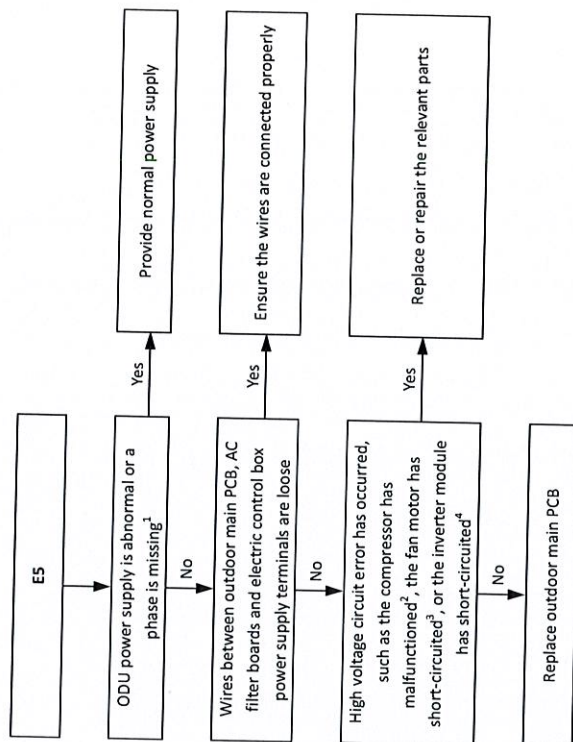 E5
ODU power supply is abnormal or a
phase is missing¹
Yes
Provide normal power supply
No
Wires between outdoor main PCB, AC
filter boards and electric control box
power supply terminals are loose
Yes
Ensure the wires are connected properly
No
High voltage circuit error has occurred,
such as the compressor has
malfunctioned², the fan motor has
short-circuited³, or the inverter module
has short-circuited⁴
Yes
Replace or repair the relevant parts
No
Replace outdoor main PCB